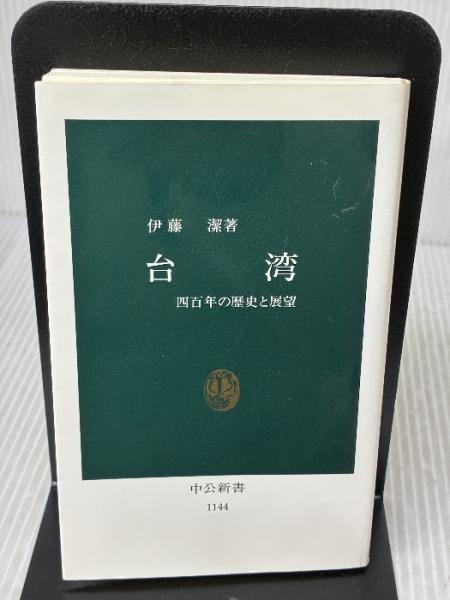 伊藤 潔著
台湾
四百年の歴史と展望
中公新書
1144